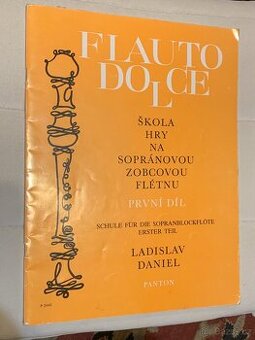 FLAUTO
DOLCE
ŠKOLA
HRY
NA
SOPRÁNOVOU
ZOBCOVOU
FLÉTNU
PRVNÍ DÍL
SCHULE FÜR DIE SOPRANBLOCKFLÖTE
ERSTER TEIL
LADISLAV
DANIEL
PANTON